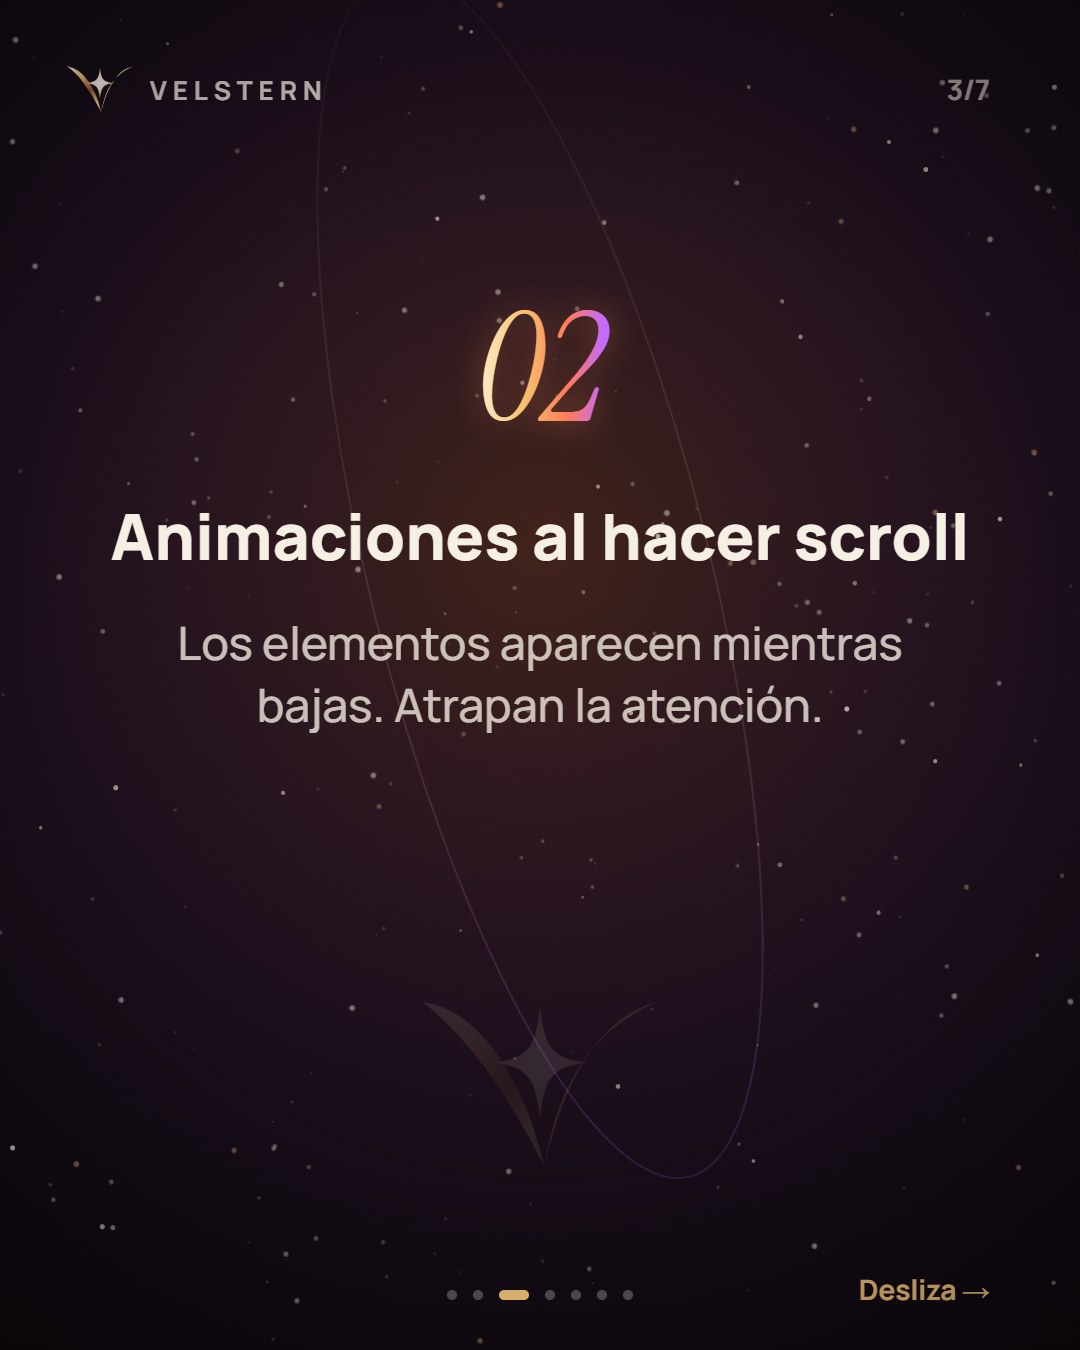 VELSTERN
3/7
02
Animaciones al hacer scroll
Los elementos aparecen mientras
bajas. Atrapan la atención.
Desliza →